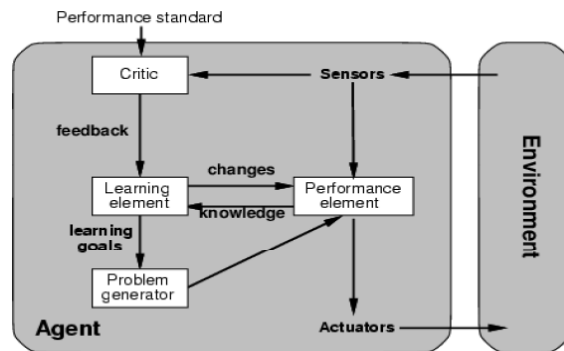 Performance standard
Critic
Sensors
feedback
changes
Learning
element
Performance
element
knowledge
learning
goals
Problem
generator
Agent
Actuators
Environment